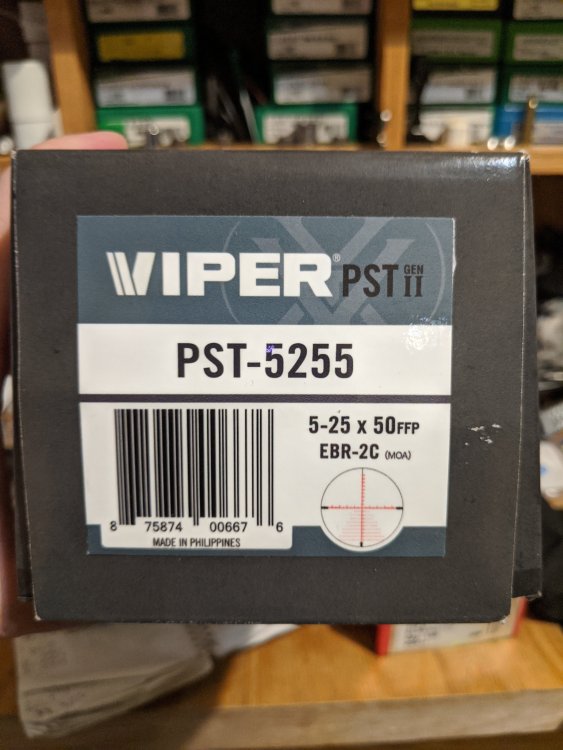 VIPER® PST GEN II
PST-5255
5-25 x 50FFP
EBR-2C (MOA)
8 75874 00667 6
MADE IN PHILIPPINES